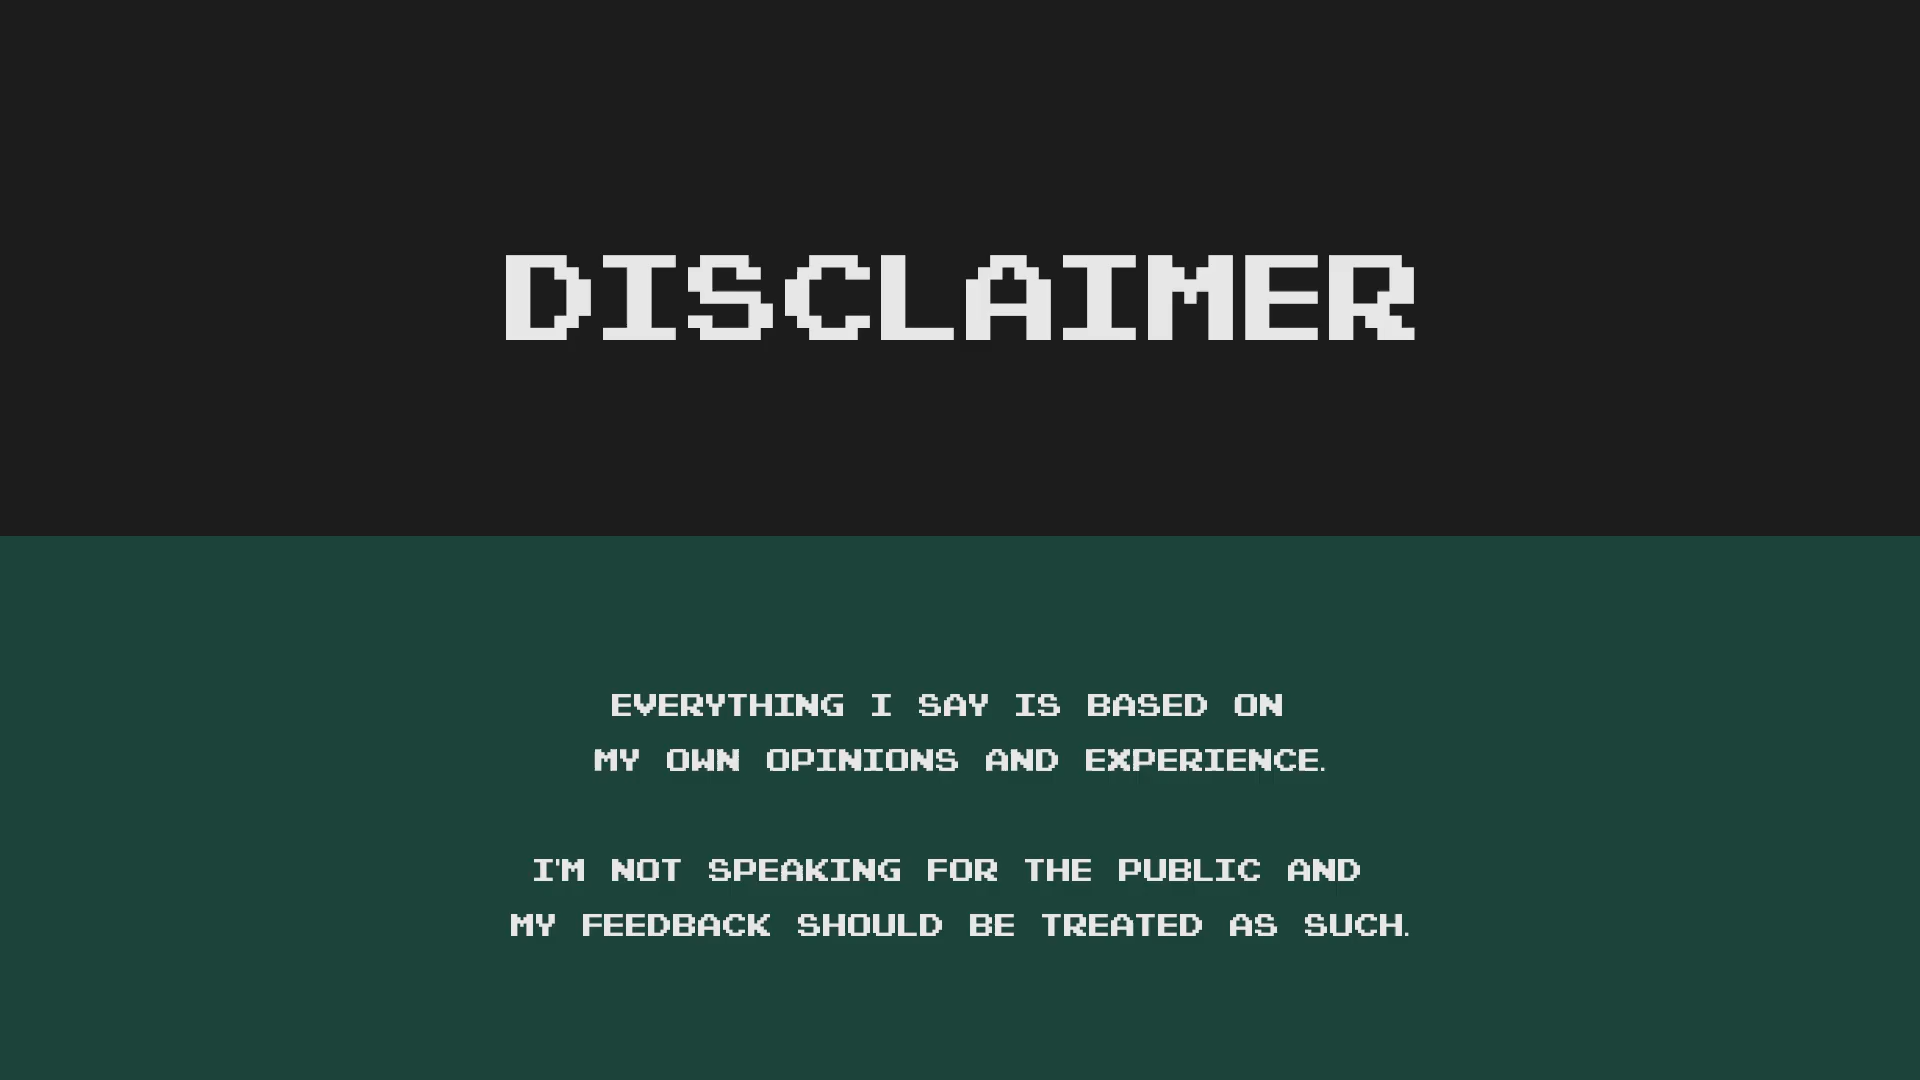 DISCLAIMER
EVERYTHING I SAY IS BASED ON
MY OWN OPINIONS AND EXPERIENCE.
I'M NOT SPEAKING FOR THE PUBLIC AND
MY FEEDBACK SHOULD BE TREATED AS SUCH.